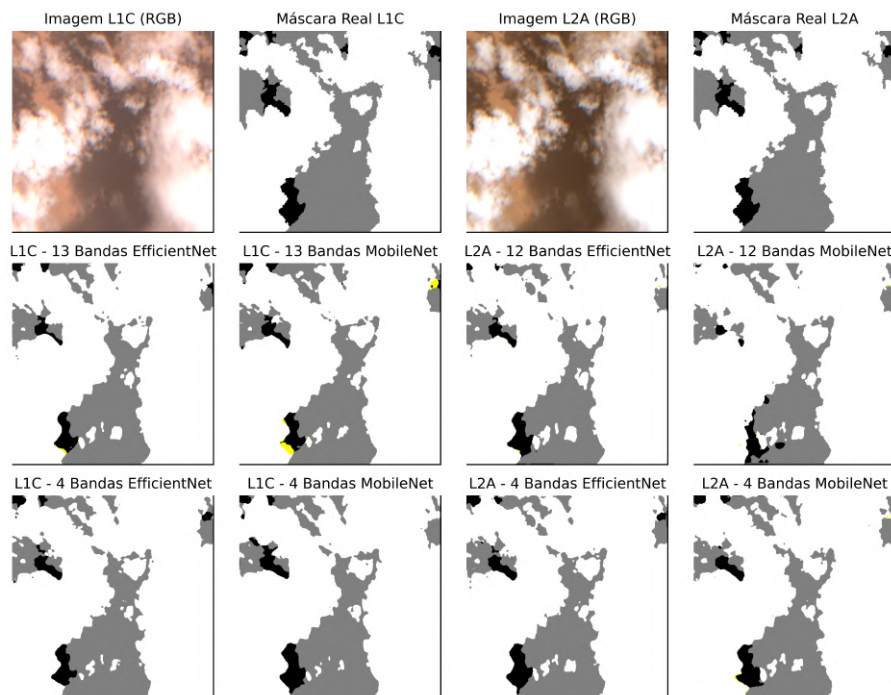 Imagem L1C (RGB)
Máscara Real L1C
Imagem L2A (RGB)
Máscara Real L2A
L1C - 13 Bandas EfficientNet
L1C - 13 Bandas MobileNet
L2A - 12 Bandas EfficientNet
L2A - 12 Bandas MobileNet
L1C - 4 Bandas EfficientNet
L1C - 4 Bandas MobileNet
L2A - 4 Bandas EfficientNet
L2A - 4 Bandas MobileNet